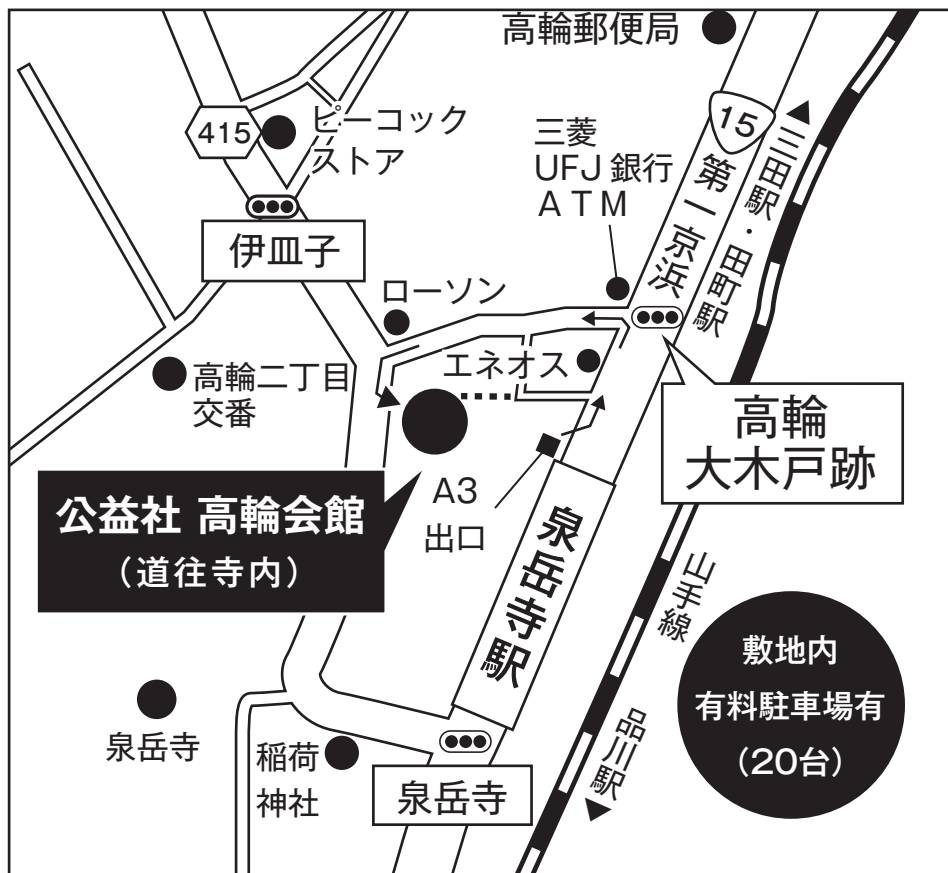 高輪郵便局
415
ピーコック
ストア
15
第一京浜
三田駅・田町駅
三菱
UFJ 銀行
ATM
伊皿子
ローソン
エネオス
高輪二丁目
交番
高輪
大木戸跡
公益社 高輪会館
（道往寺内）
A3
出口
泉岳寺駅
山手線
敷地内
有料駐車場有
（20台）
品川駅
泉岳寺
稲荷
神社
泉岳寺